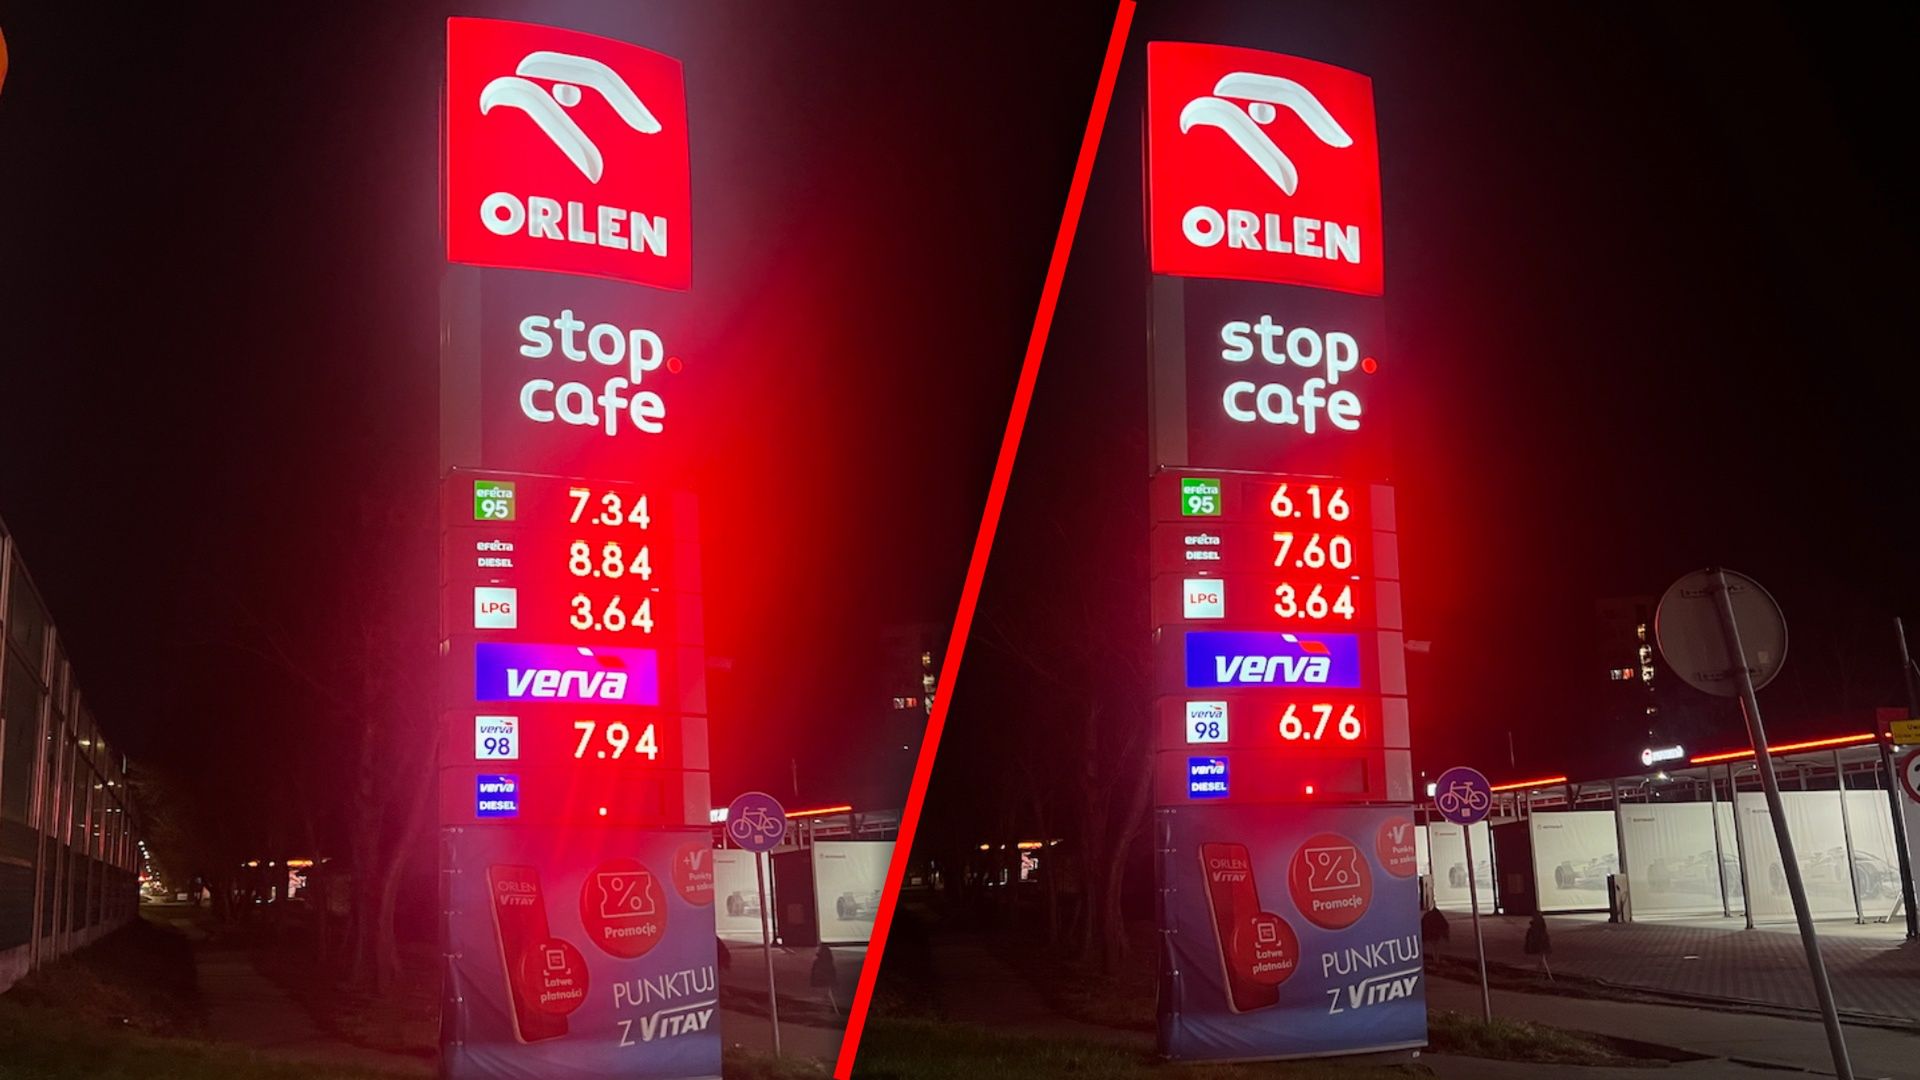 ORLEN
stop.
cafe
efecta
95
7.34
efecta
DIESEL
8.84
LPG
3.64
verva
verva
98
7.94
verva
DIESEL
.
ORLEN
VITAY
Promocje
+V
Punkty
Łatwe
płatności
PUNKTUJ
Z VITAY
ORLEN
stop.
cafe
efecta
95
6.16
efecta
DIESEL
7.60
LPG
3.64
verva
verva
98
6.76
verva
DIESEL
.
ORLEN
VITAY
Promocje
+V
Punkty
Łatwe
płatności
PUNKTUJ
Z VITAY